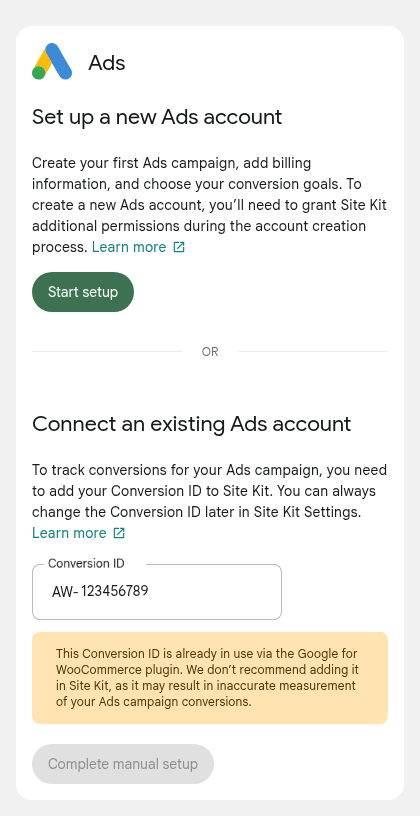 Ads
Set up a new Ads account
Create your first Ads campaign, add billing
information, and choose your conversion goals. To
create a new Ads account, you’ll need to grant Site Kit
additional permissions during the account creation
process. Learn more
Start setup
OR
Connect an existing Ads account
To track conversions for your Ads campaign, you need
to add your Conversion ID to Site Kit. You can always
change the Conversion ID later in Site Kit Settings.
Learn more
Conversion ID
AW- 123456789
This Conversion ID is already in use via the Google for
WooCommerce plugin. We don’t recommend adding it
in Site Kit, as it may result in inaccurate measurement
of your Ads campaign conversions.
Complete manual setup